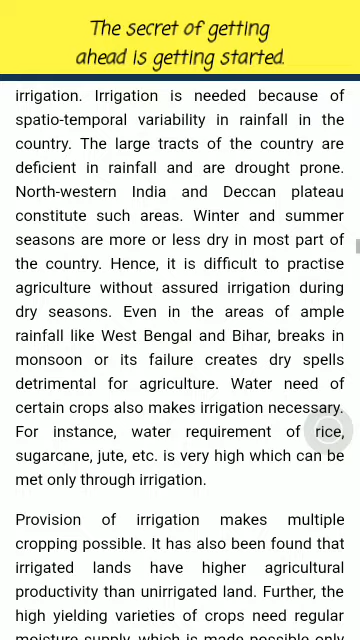 The secret of getting
ahead is getting started.
irrigation. Irrigation is needed because of
spatio-temporal variability in rainfall in the
country. The large tracts of the country are
deficient in rainfall and are drought prone.
North-western India and Deccan plateau
constitute such areas. Winter and summer
seasons are more or less dry in most part of
the country. Hence, it is difficult to practise
agriculture without assured irrigation during
dry seasons. Even in the areas of ample
rainfall like West Bengal and Bihar, breaks in
monsoon or its failure creates dry spells
detrimental for agriculture. Water need of
certain crops also makes irrigation necessary.
For instance, water requirement of rice,
sugarcane, jute, etc. is very high which can be
met only through irrigation.
Provision of irrigation makes multiple
cropping possible. It has also been found that
irrigated lands have higher agricultural
productivity than unirrigated land. Further, the
high yielding varieties of crops need regular
moisture supply, which is made possible only